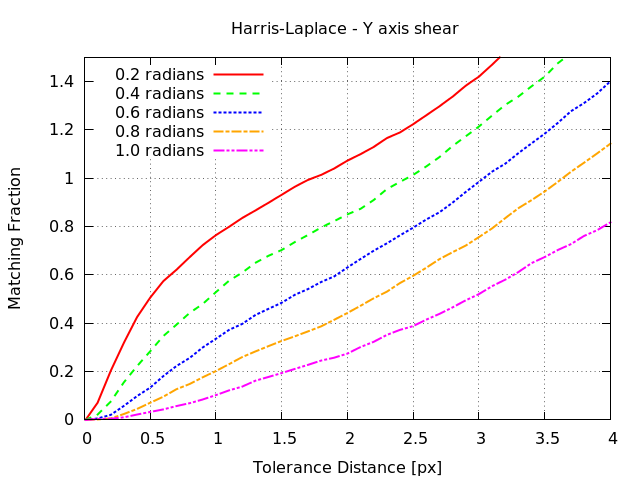 Harris-Laplace - Y axis shear
0.2 radians
0.4 radians
0.6 radians
0.8 radians
1.0 radians
Matching Fraction
1.4
1.2
1
0.8
0.6
0.4
0.2
0
0 0.5 1 1.5 2 2.5 3 3.5 4
Tolerance Distance [px]